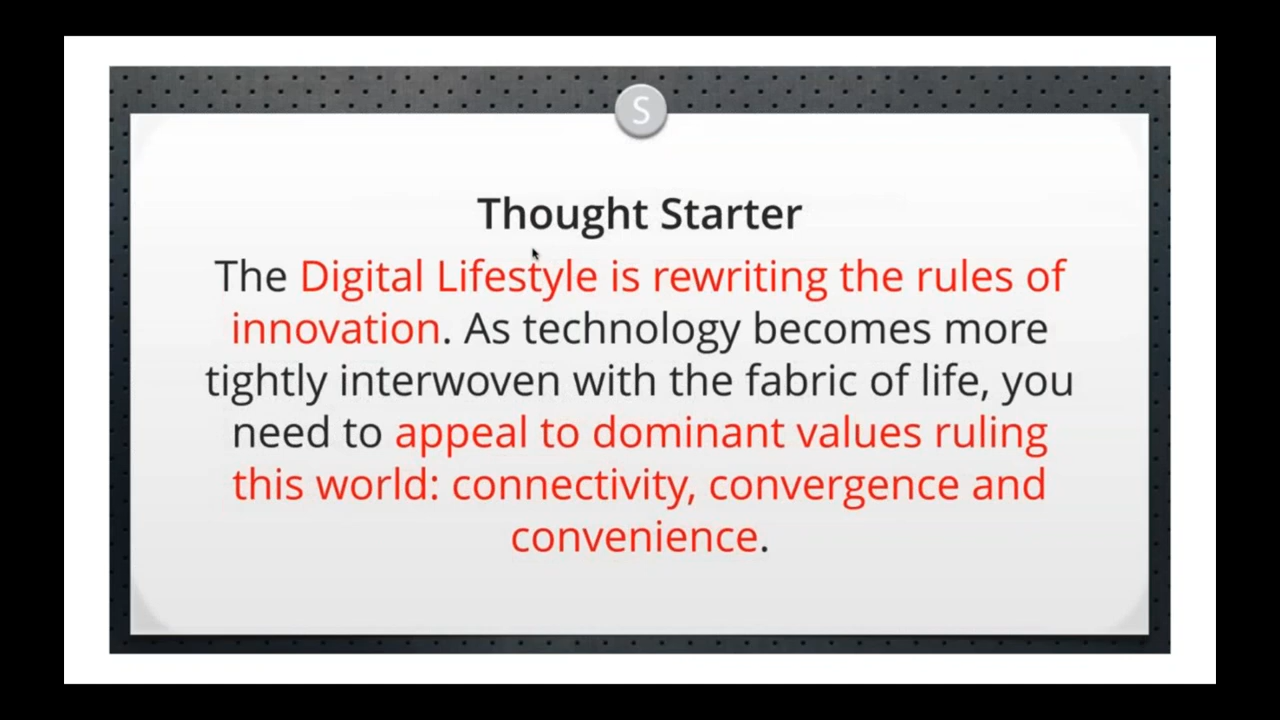 S
Thought Starter
The Digital Lifestyle is rewriting the rules of
innovation. As technology becomes more
tightly interwoven with the fabric of life, you
need to appeal to dominant values ruling
this world: connectivity, convergence and
convenience.